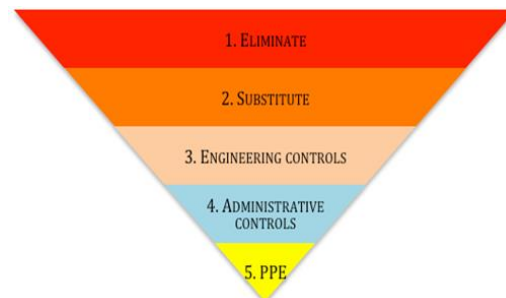 1. ELIMINATE
2. SUBSTITUTE
3. ENGINEERING CONTROLS
4. ADMINISTRATIVE
CONTROLS
5. PPE